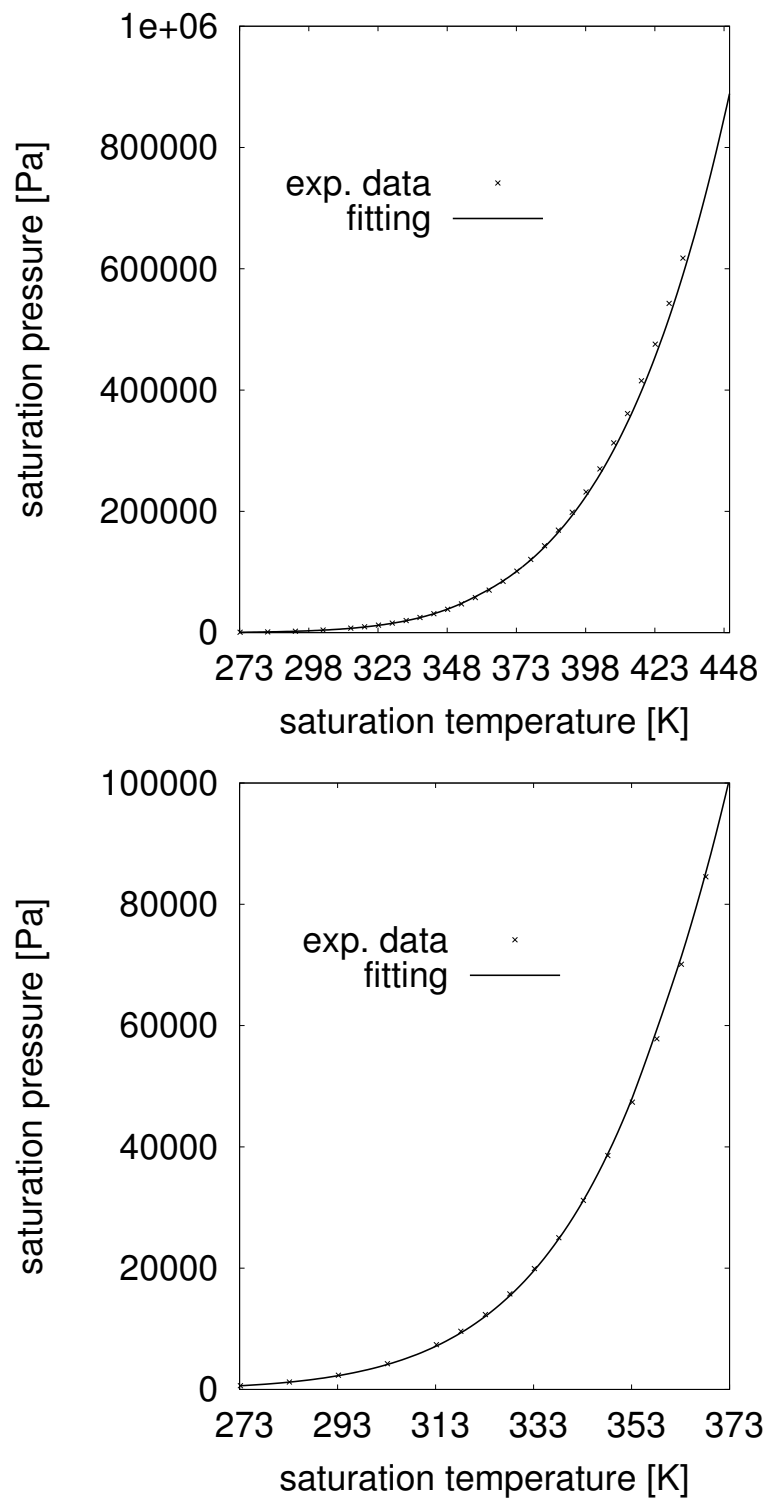 1e+06
800000
600000
400000
200000
0
saturation pressure [Pa]
exp. data
fitting
273 298 323 348 373 398 423 448
saturation temperature [K]
100000
80000
60000
40000
20000
0
saturation pressure [Pa]
exp. data
fitting
273 293 313 333 353 373
saturation temperature [K]